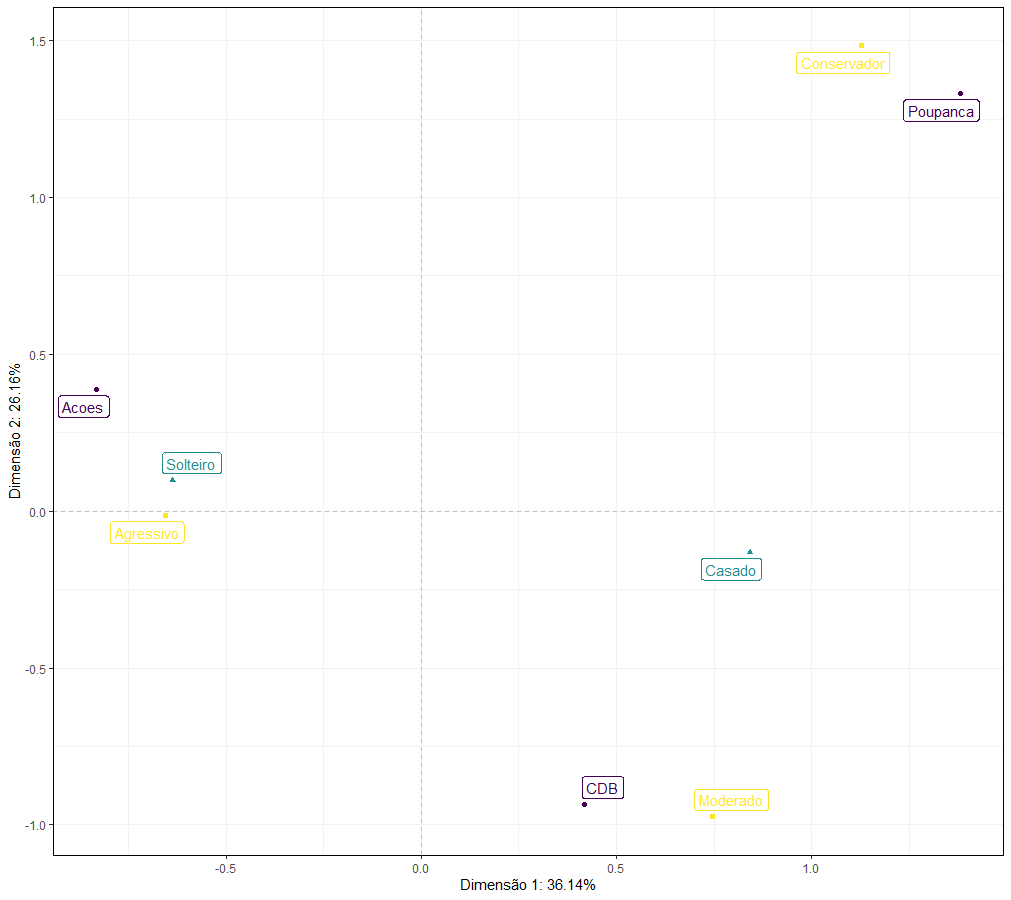 1.5
Conservador
Poupanca
1.0
0.5
Acoes
Solteiro
0.0
Agressivo
Casado
-0.5
CDB
Moderado
-1.0
-0.5
0.0
0.5
1.0
Dimensão 1: 36.14%
Dimensão 2: 26.16%